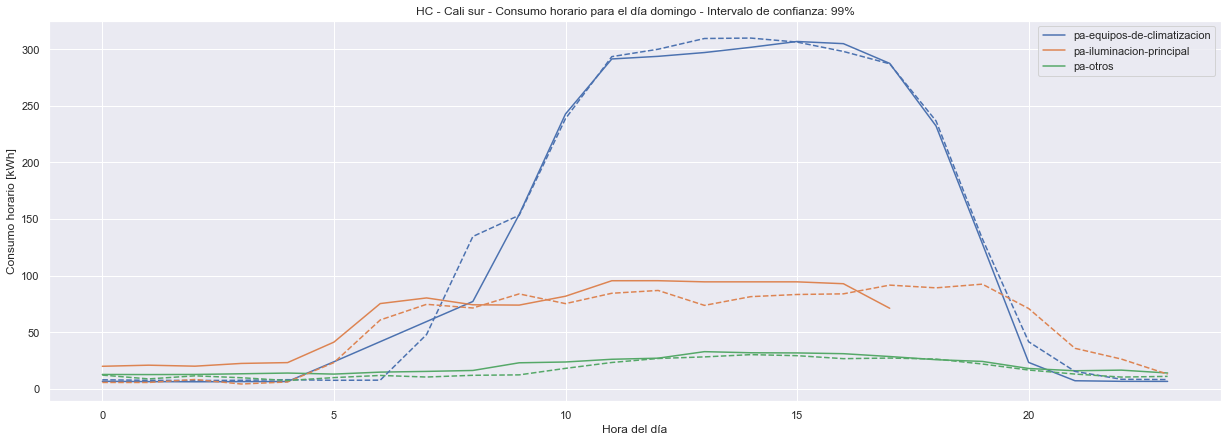 HC - Cali sur - Consumo horario para el día domingo - Intervalo de confianza: 99%
pa-equipos-de-climatizacion
pa-iluminacion-principal
pa-otros
Consumo horario [kWh]
300
250
200
150
100
50
0
0 5 10 15 20
Hora del día